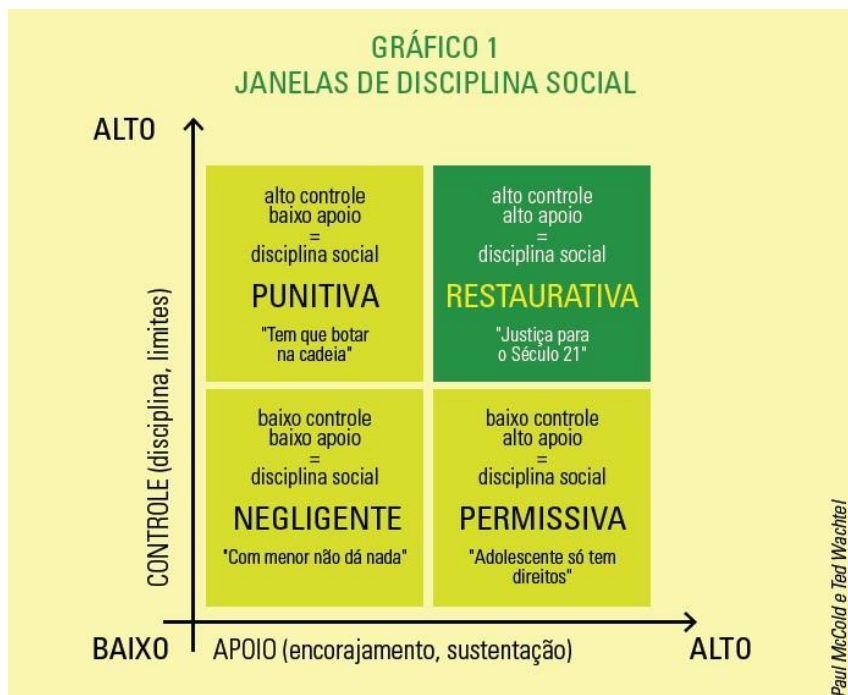 GRÁFICO 1
JANELAS DE DISCIPLINA SOCIAL
ALTO
CONTROLE (disciplina, limites)
alto controle
baixo apoio
=
disciplina social
PUNITIVA
"Tem que botar
na cadeia"
alto controle
alto apoio
=
disciplina social
RESTAURATIVA
"Justiça para
o Século 21"
baixo controle
baixo apoio
=
disciplina social
NEGLIGENTE
"Com menor não dá nada"
baixo controle
alto apoio
=
disciplina social
PERMISSIVA
"Adolescente só tem
direitos"
BAIXO
APOIO (encorajamento, sustentação)
ALTO
Paul McCold e Ted Wachtel